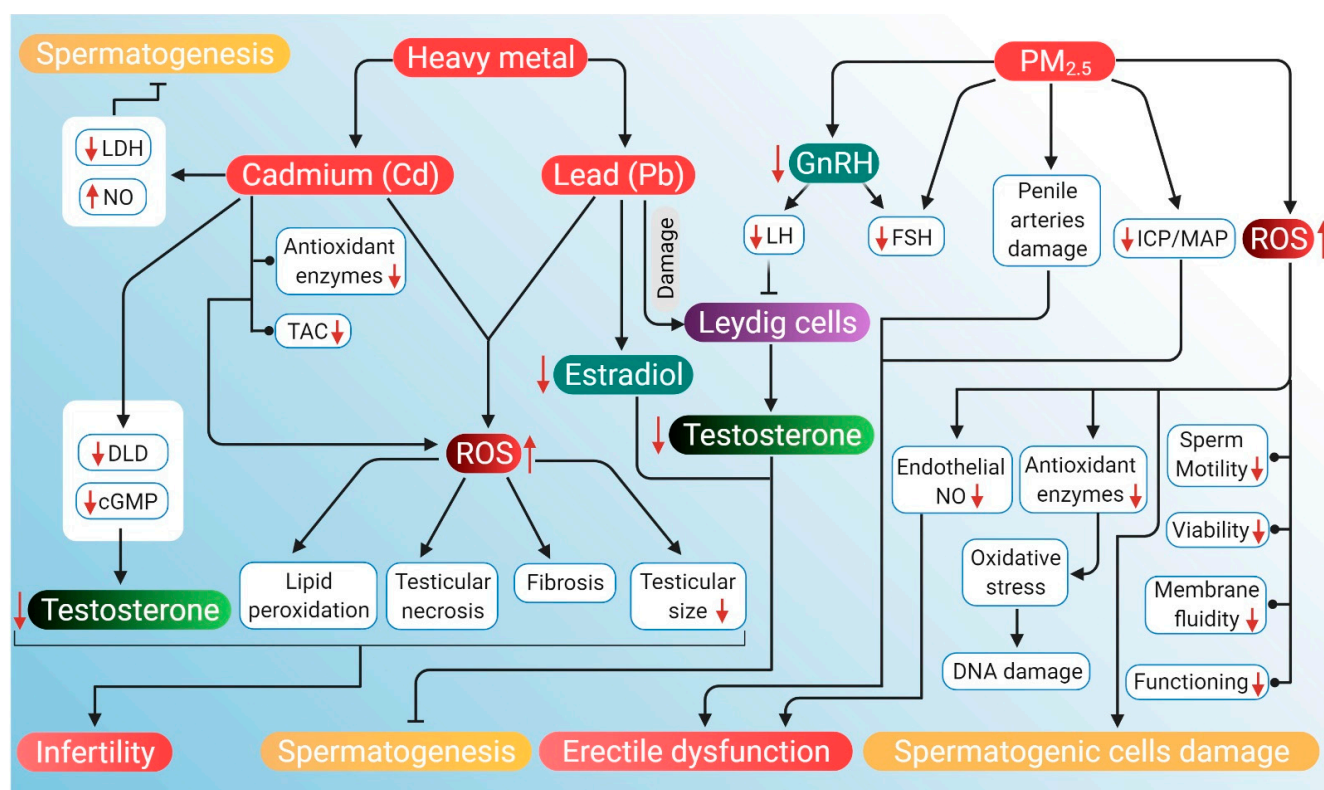 Spermatogenesis
Heavy metal
PM2.5
LDH
NO
Cadmium (Cd)
Lead (Pb)
GnRH
Penile
arteries
damage
Damage
LH
FSH
ICP/MAP
ROS
Antioxidant
enzymes
TAC
Leydig cells
Estradiol
Testosterone
DLD
cGMP
ROS
Endothelial
NO
Antioxidant
enzymes
Sperm
Motility
Viability
Oxidative
stress
Membrane
fluidity
Testosterone
Lipid
peroxidation
Testicular
necrosis
Fibrosis
Testicular
size
DNA damage
Functioning
Infertility
Spermatogenesis
Erectile dysfunction
Spermatogenic cells damage